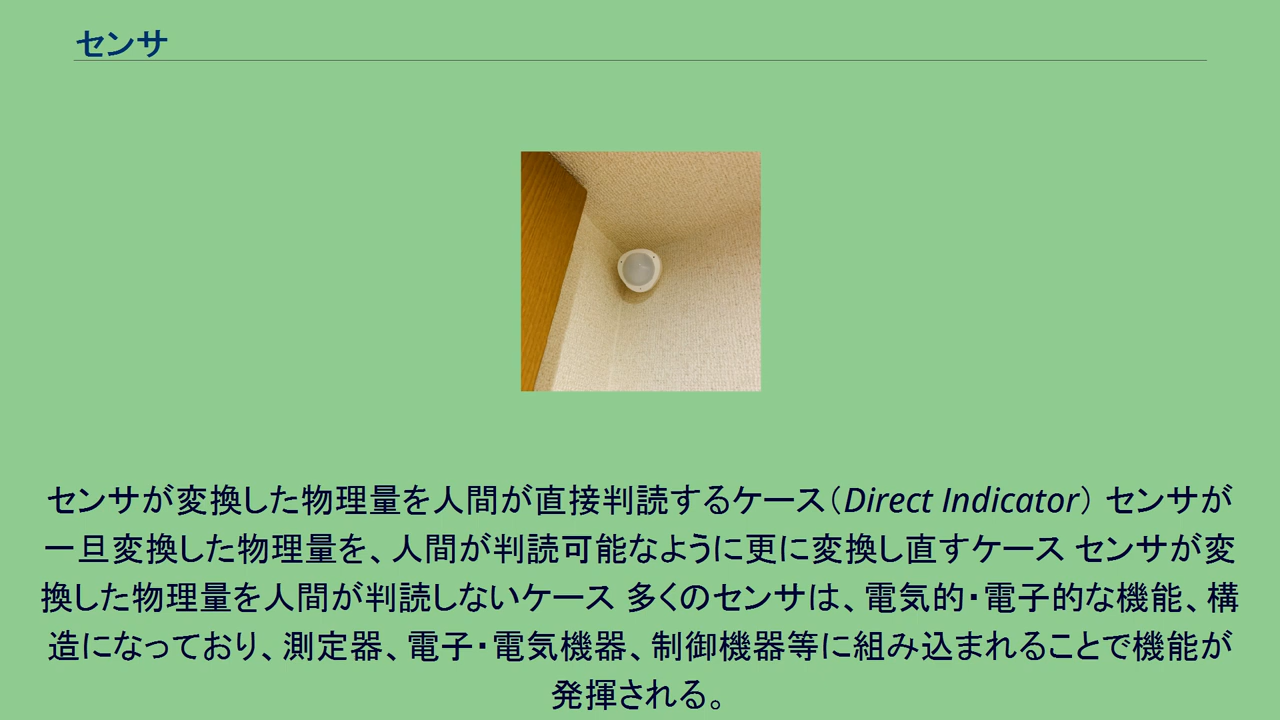 センサ
センサが変換した物理量を人間が直接判読するケース（Direct Indicator） センサが
一旦変換した物理量を、人間が判読可能なように更に変換し直すケース センサが変
換した物理量を人間が判読しないケース 多くのセンサは、電気的・電子的な機能、構
造になっており、測定器、電子・電気機器、制御機器等に組み込まれることで機能が
発揮される。